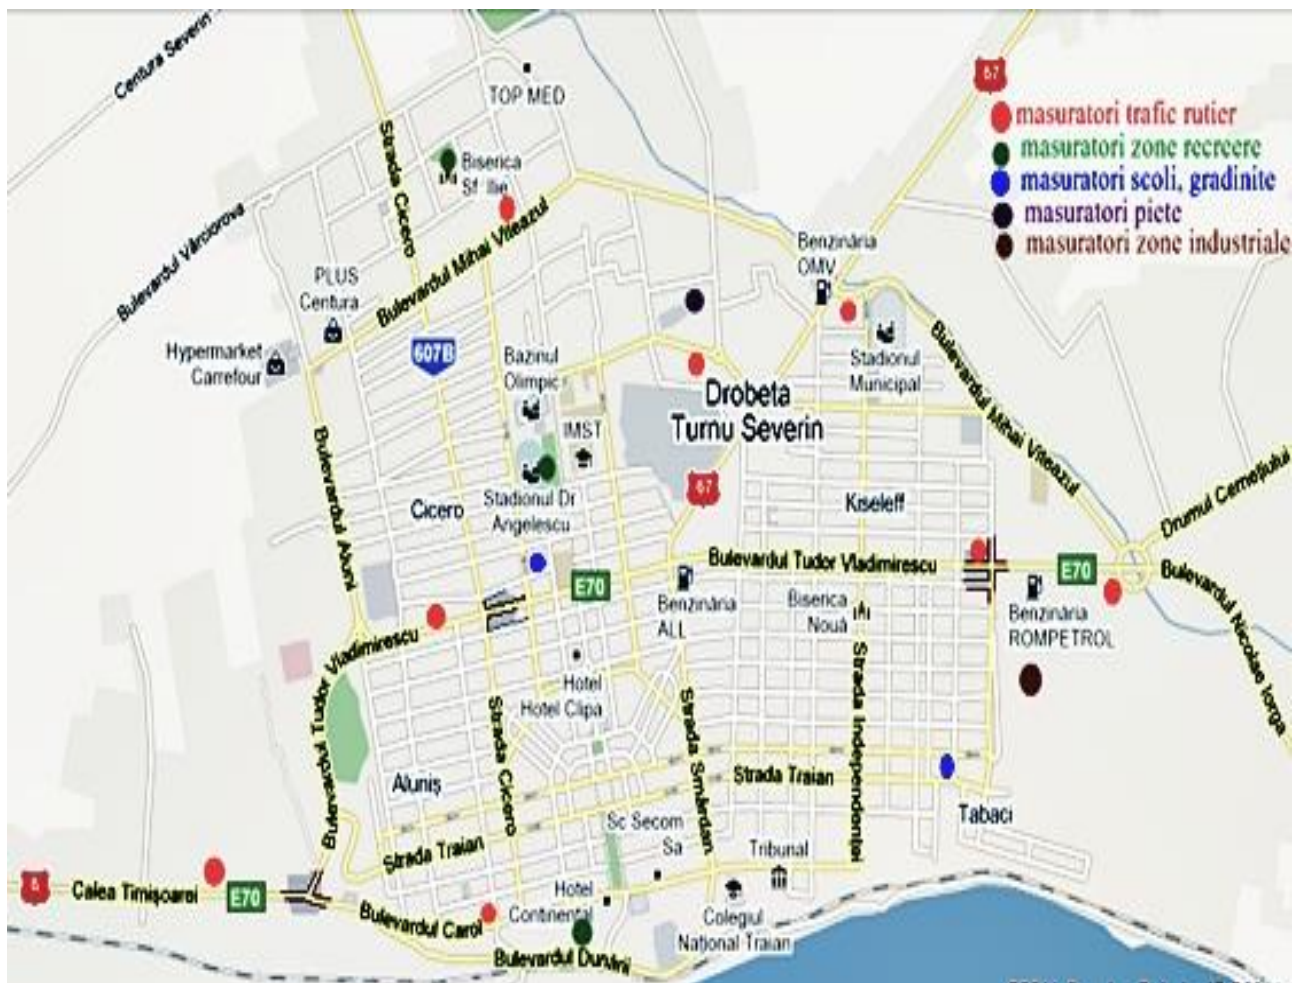 Centura Severin
TOP MED
67
masuratori trafic rutier
masuratori zone recreere
masuratori scoli, gradinite
masuratori piete
masuratori zone industriale
Strada Cicero
Biserica
Sf Ilie
Bulevardul Vârciorova
Bulevardul Mihai Viteazul
Benzinăria
OMV
PLUS
Centura
Hypermarket
Carrefour
607B
Bazinul
Olimpic
Stadionul
Municipal
Bulevardul Mihai Viteazul
Drobeta
Turnu Severin
IMST
Bulevardul Aluni
Cicero
Stadionul Dr
Angelescu
67
Kiseleff
Drumul Cernețiului
Bulevardul Tudor Vladimirescu
E70
E70
Benzinăria
ALL
Biserica
Nouă
Benzinăria
ROMPETROL
Bulevardul Nicolae Iorga
Bulevardul Tudor Vladimirescu
Hotel
Hotel Clipa
Strada Cicero
Strada Smârdan
Strada Independentei
Aluniș
Strada Traian
Strada Traian
Tabaci
Sc Secom
Sa
Tribunal
6
Calea Timișoarei
E70
Bulevardul Carol
Hotel
Continental
Colegiul
Național Traian
Bulevardul Dunării